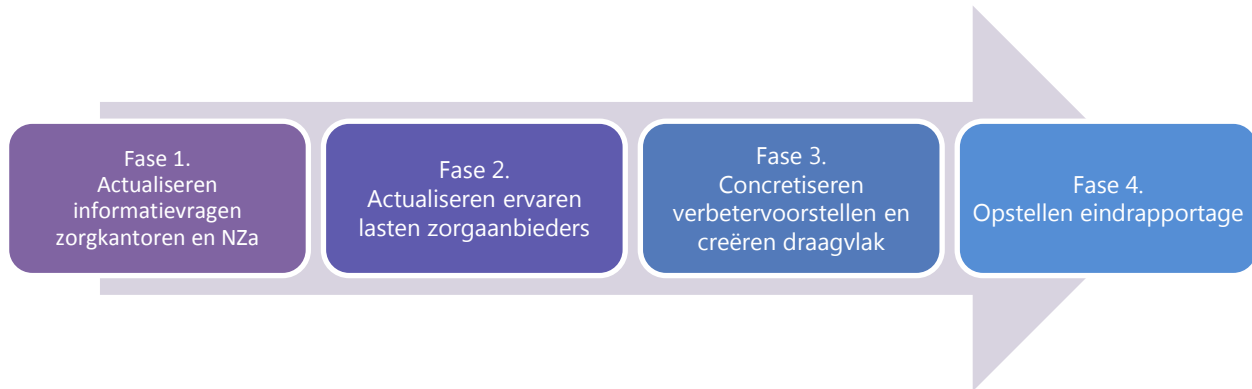 Fase 1.
Actualiseren
informatievragen
zorgkantoren en NZa
Fase 2.
Actualiseren ervaren
lasten zorgaanbieders
Fase 3.
Concretiseren
verbetervoorstellen en
creëren draagvlak
Fase 4.
Opstellen eindrapportage